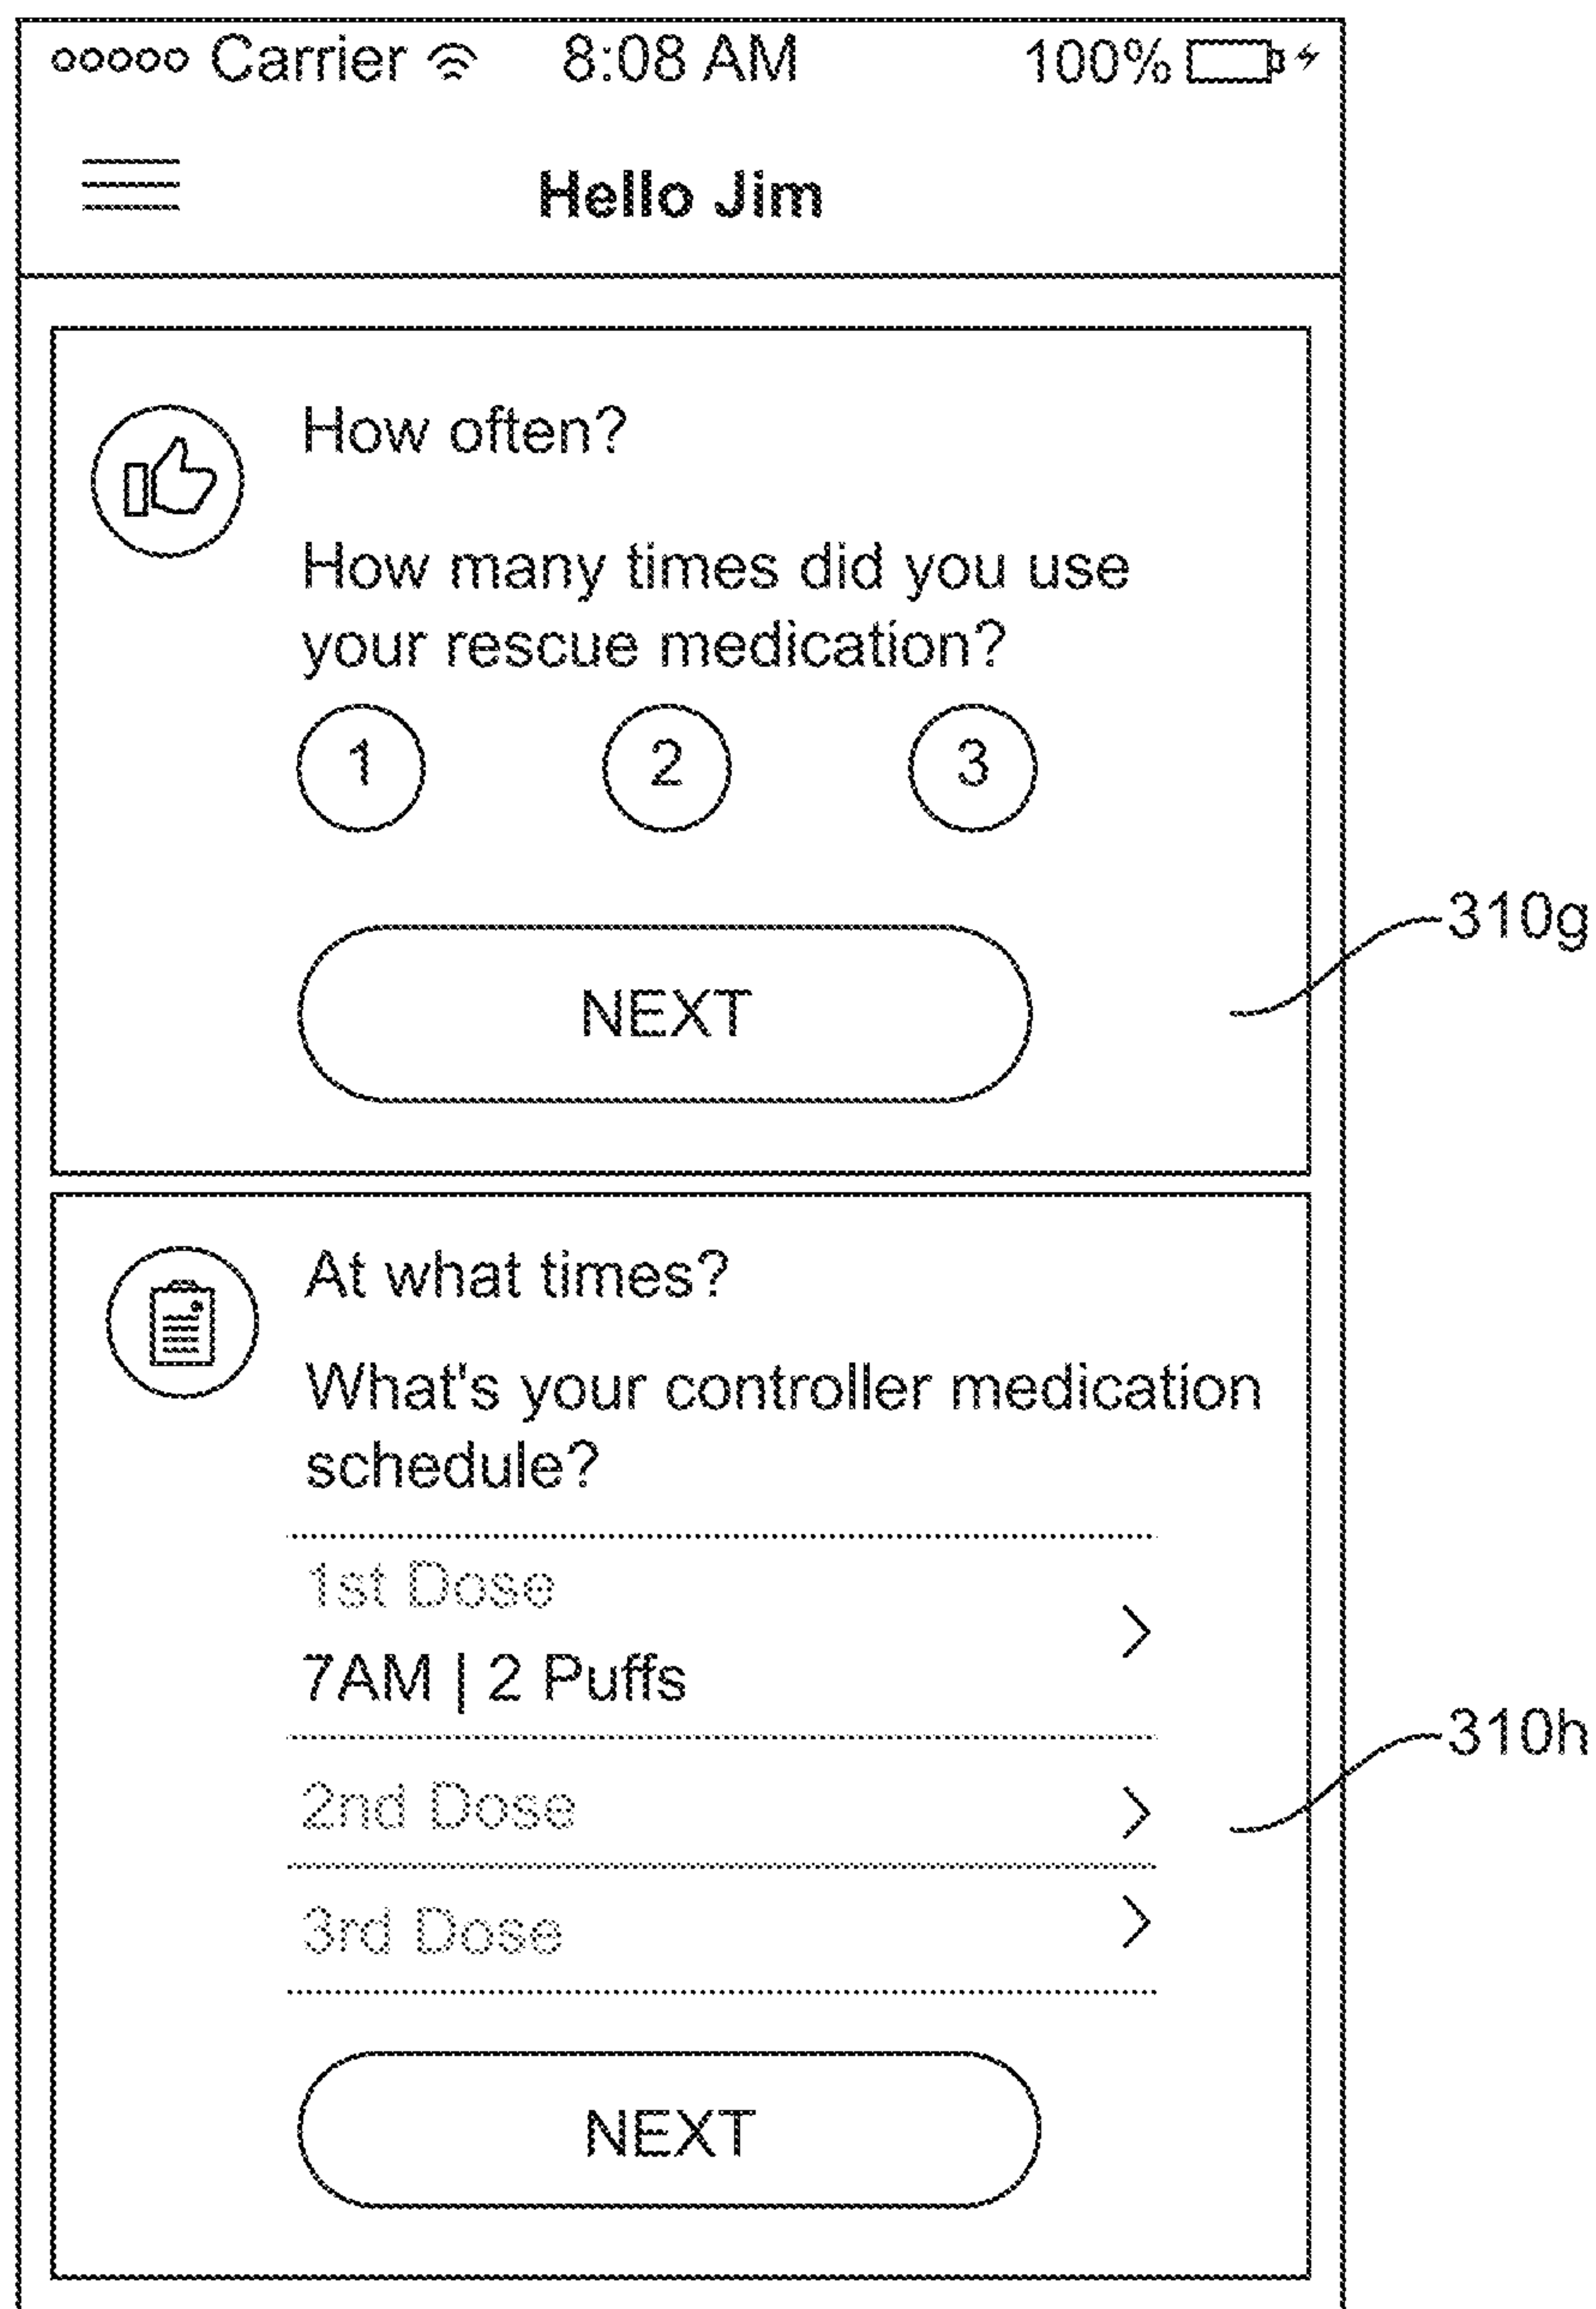 Carrier 8:08 AM 100%
Hello Jim
How often?
How many times did you use
your rescue medication?
1 2 3
310g
NEXT
At what times?
What's your controller medication
schedule?
1st Dose
7AM | 2 Puffs
310h
2nd Dose
3rd Dose
NEXT